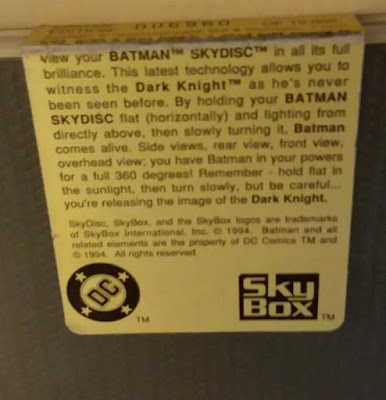 EDITION 006960 OF 15,000
view your BATMAN™ SKYDISC™ in all its full
brilliance. This latest technology allows you to
witness the Dark Knight™ as he's never
been seen before. By holding your BATMAN
SKYDISC flat (horizontally) and lighting from
directly above, then slowly turning it, Batman
comes alive. Side views, rear view, front view,
overhead view; you have Batman in your powers
for a full 360 degrees! Remember - hold flat in
the sunlight, then turn slowly, but be careful...
you're releasing the image of the Dark Knight.
SkyDisc, SkyBox, and the SkyBox logos are trademarks
of SkyBox International, Inc. © 1994. Batman and all
related elements are the property of DC Comics TM and
© 1994. All rights reserved.
DC TM
Sky
Box TM